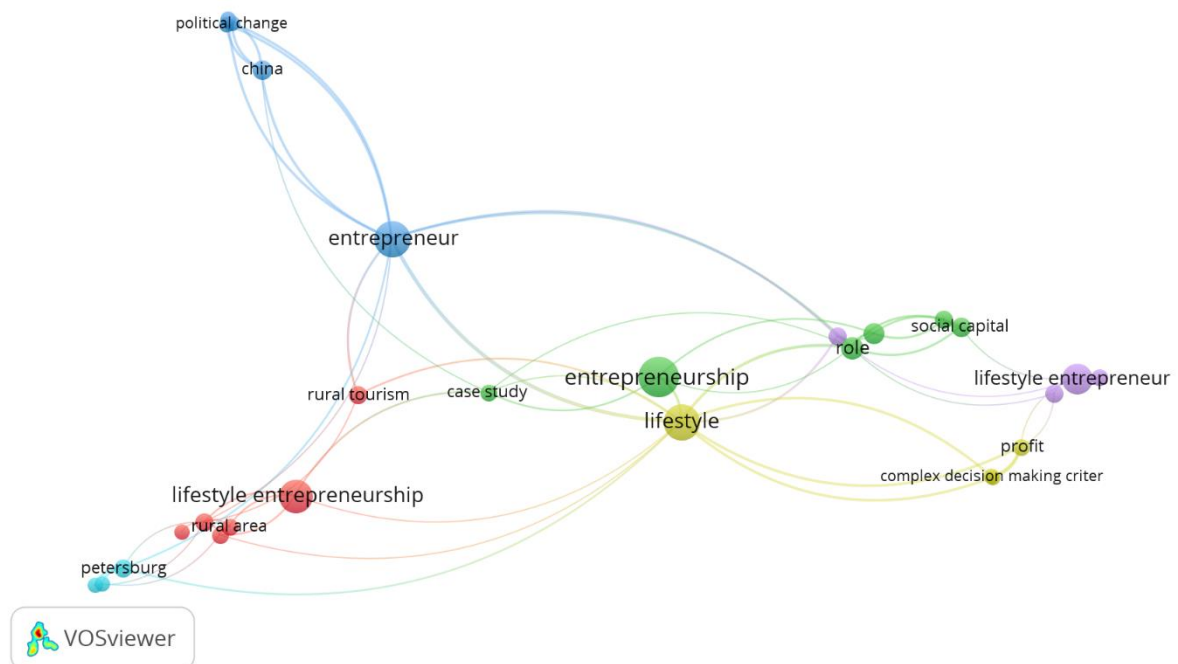 political change
china
entrepreneur
social capital
role
entrepreneurship
lifestyle entrepreneur
rural tourism
case study
lifestyle
profit
complex decision making criter
lifestyle entrepreneurship
rural area
petersburg
VOSviewer